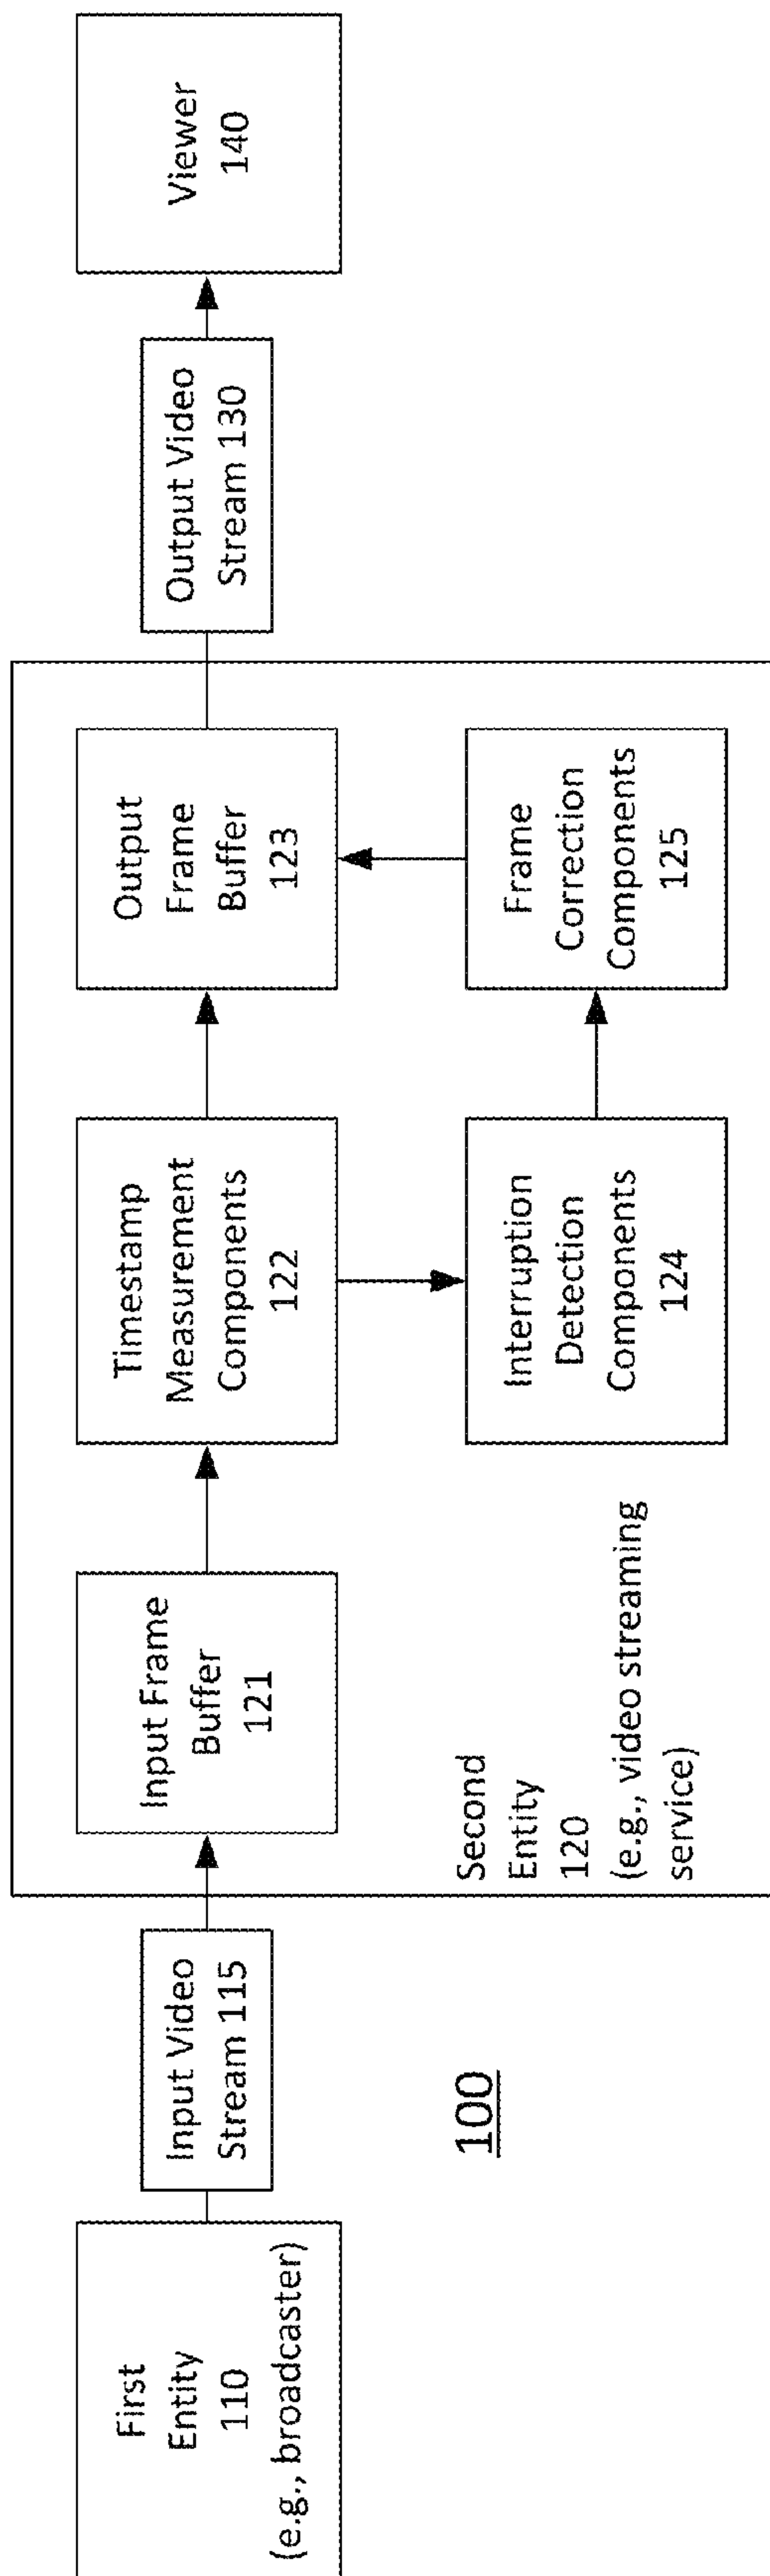 First
Entity
110
(e.g., broadcaster)
Input Video
Stream 115
100
Input Frame
Buffer
121
Timestamp
Measurement
Components
122
Output
Frame
Buffer
123
Second
Entity
120
(e.g., video streaming
service)
Interruption
Detection
Components
124
Frame
Correction
Components
125
Output Video
Stream 130
Viewer
140